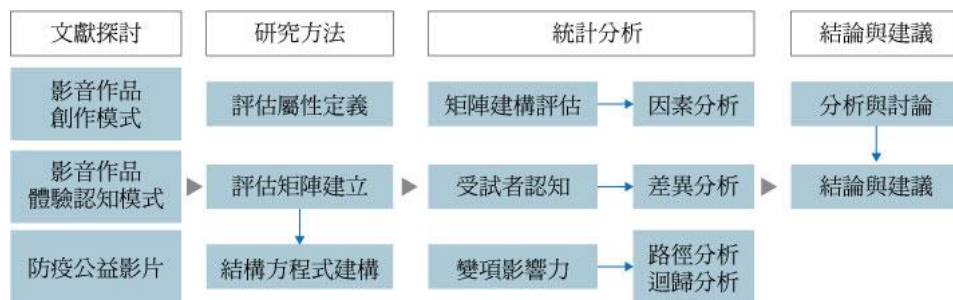 文獻探討
研究方法
統計分析
結論與建議
影音作品
創作模式
評估屬性定義
矩陣建構評估
因素分析
分析與討論
影音作品
體驗認知模式
評估矩陣建立
受試者認知
差異分析
結論與建議
防疫公益影片
結構方程式建構
變項影響力
路徑分析
迴歸分析